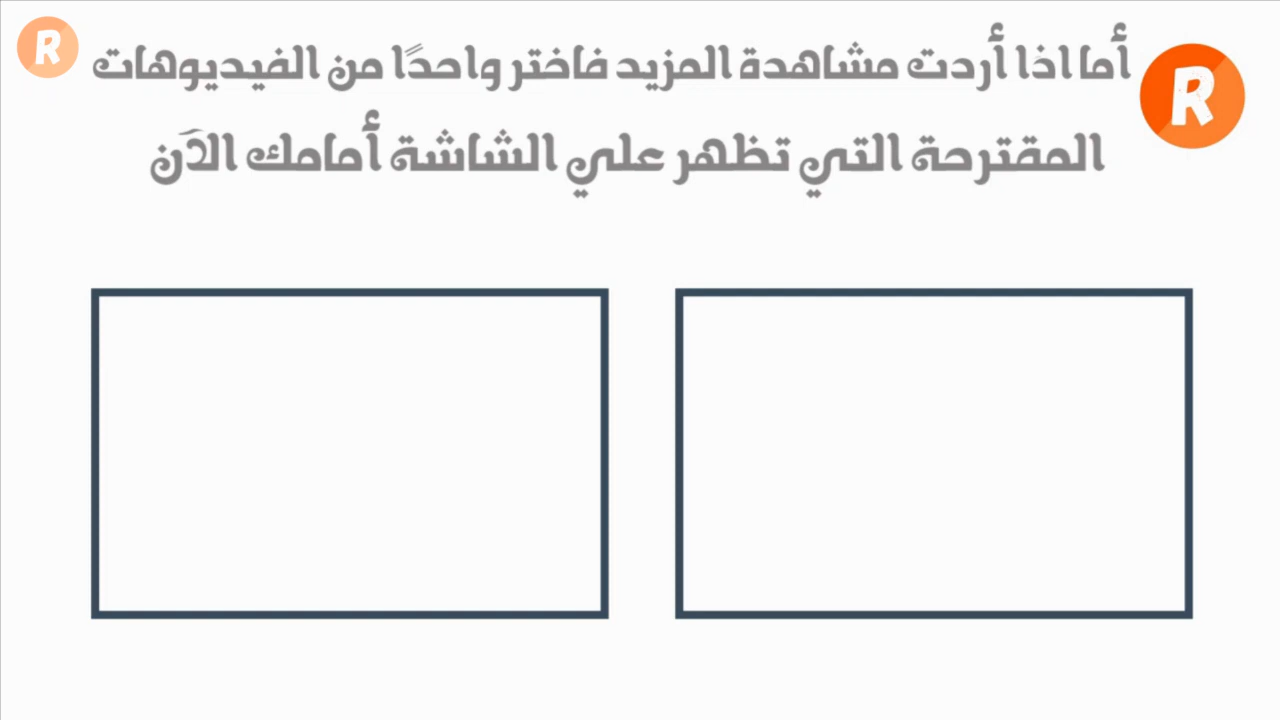 أما اذا أردت مشاهدة المزيد فاختر واحدًا من الفيديوهات
المقترحة التي تظهر علي الشاشة أمامك الآن
R
R